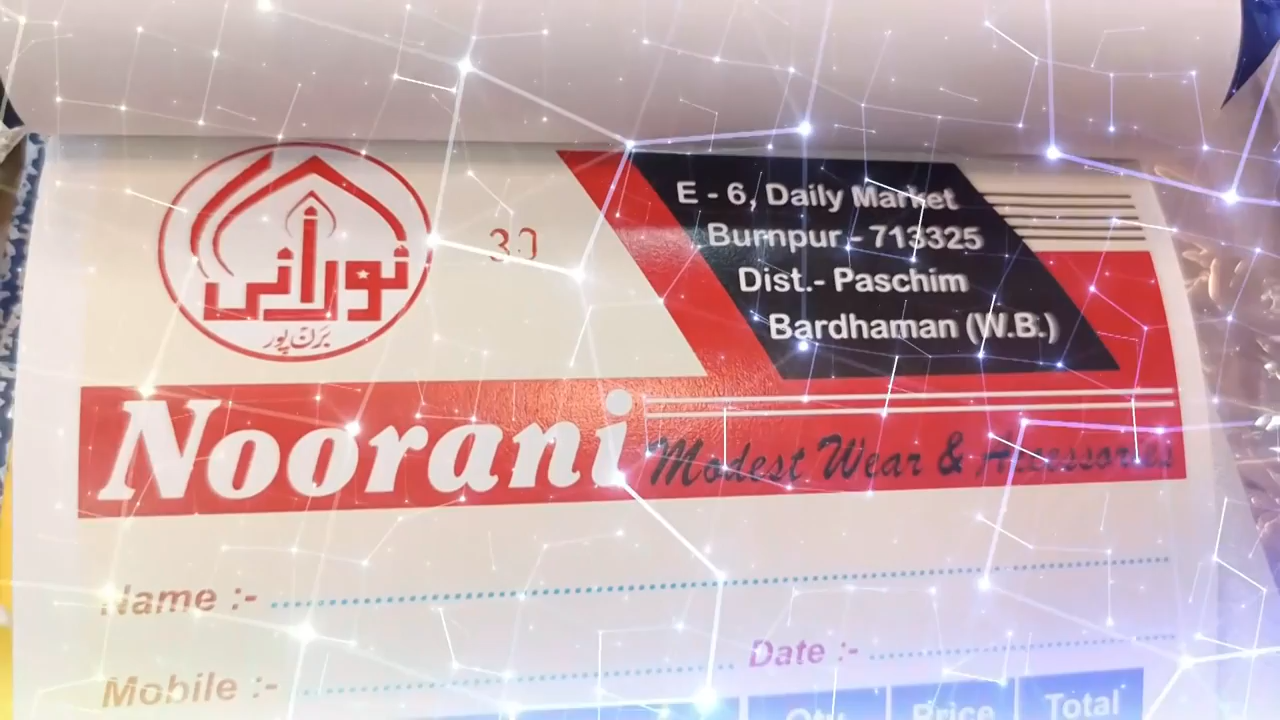 نورانی
برن پور
30
E - 6, Daily Market
Burnpur - 713325
Dist.- Paschim
Bardhaman (W.B.)
Noorani Modest Wear & Accessories
Name :-
Mobile :-
Date :-
Qty Price Total